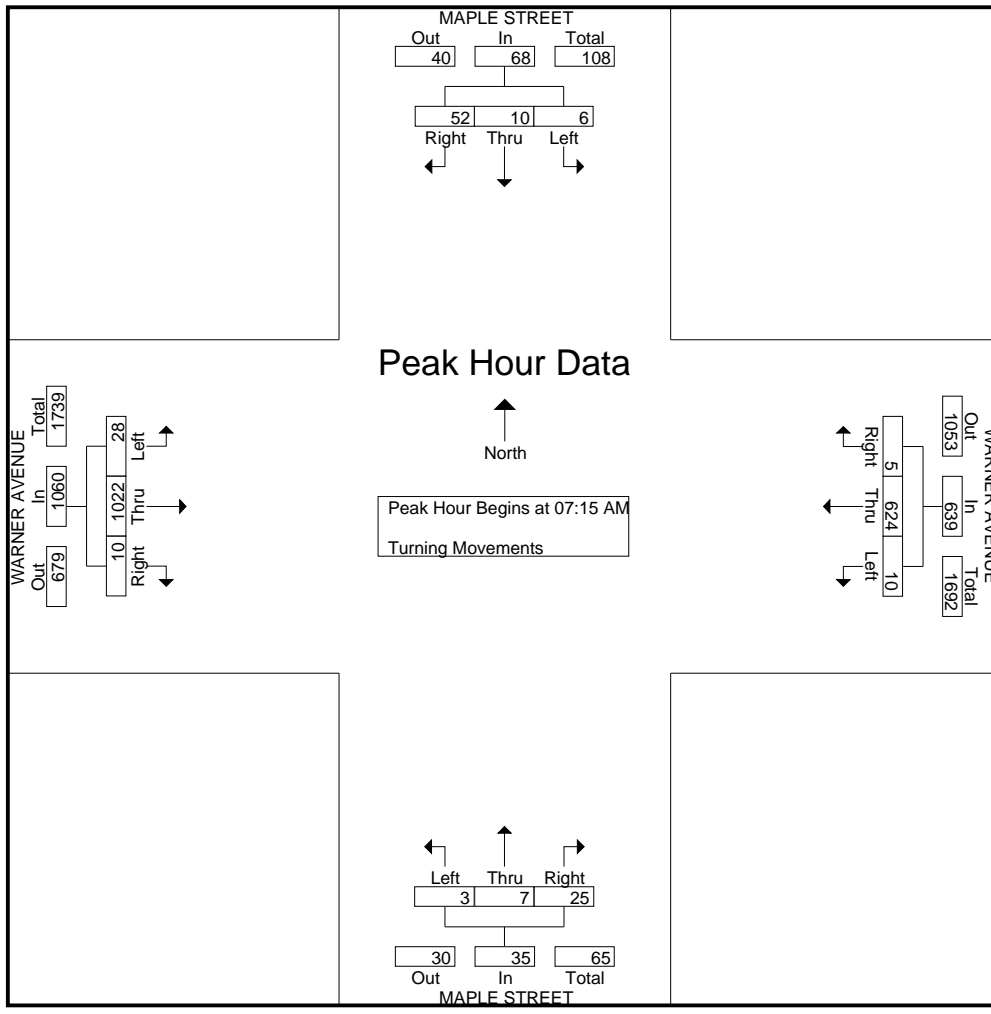 MAPLE STREET
Out In Total
40 68 108
52 10 6
Right Thru Left
Peak Hour Data
North
Peak Hour Begins at 07:15 AM
Turning Movements
WARNER AVENUE
Out In Total
679 1060 1739
28 1022 10
Left Thru Right
WARNER AVENUE
Out In Total
1053 639 1692
5 624 10
Right Thru Left
Left Thru Right
3 7 25
30 35 65
Out In Total
MAPLE STREET